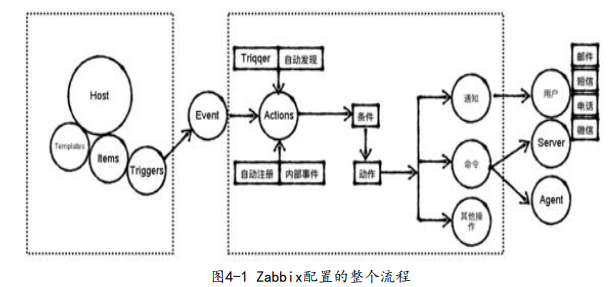 Host
Templates
Items
Triggers
Event
Triqqer
自动发现
Actions
自动注册
内部事件
条件
动作
通知
命令
其他操
作
用户
Server
Agent
邮件
短信
电话
微信
图4-1 Zabbix配置的整个流程